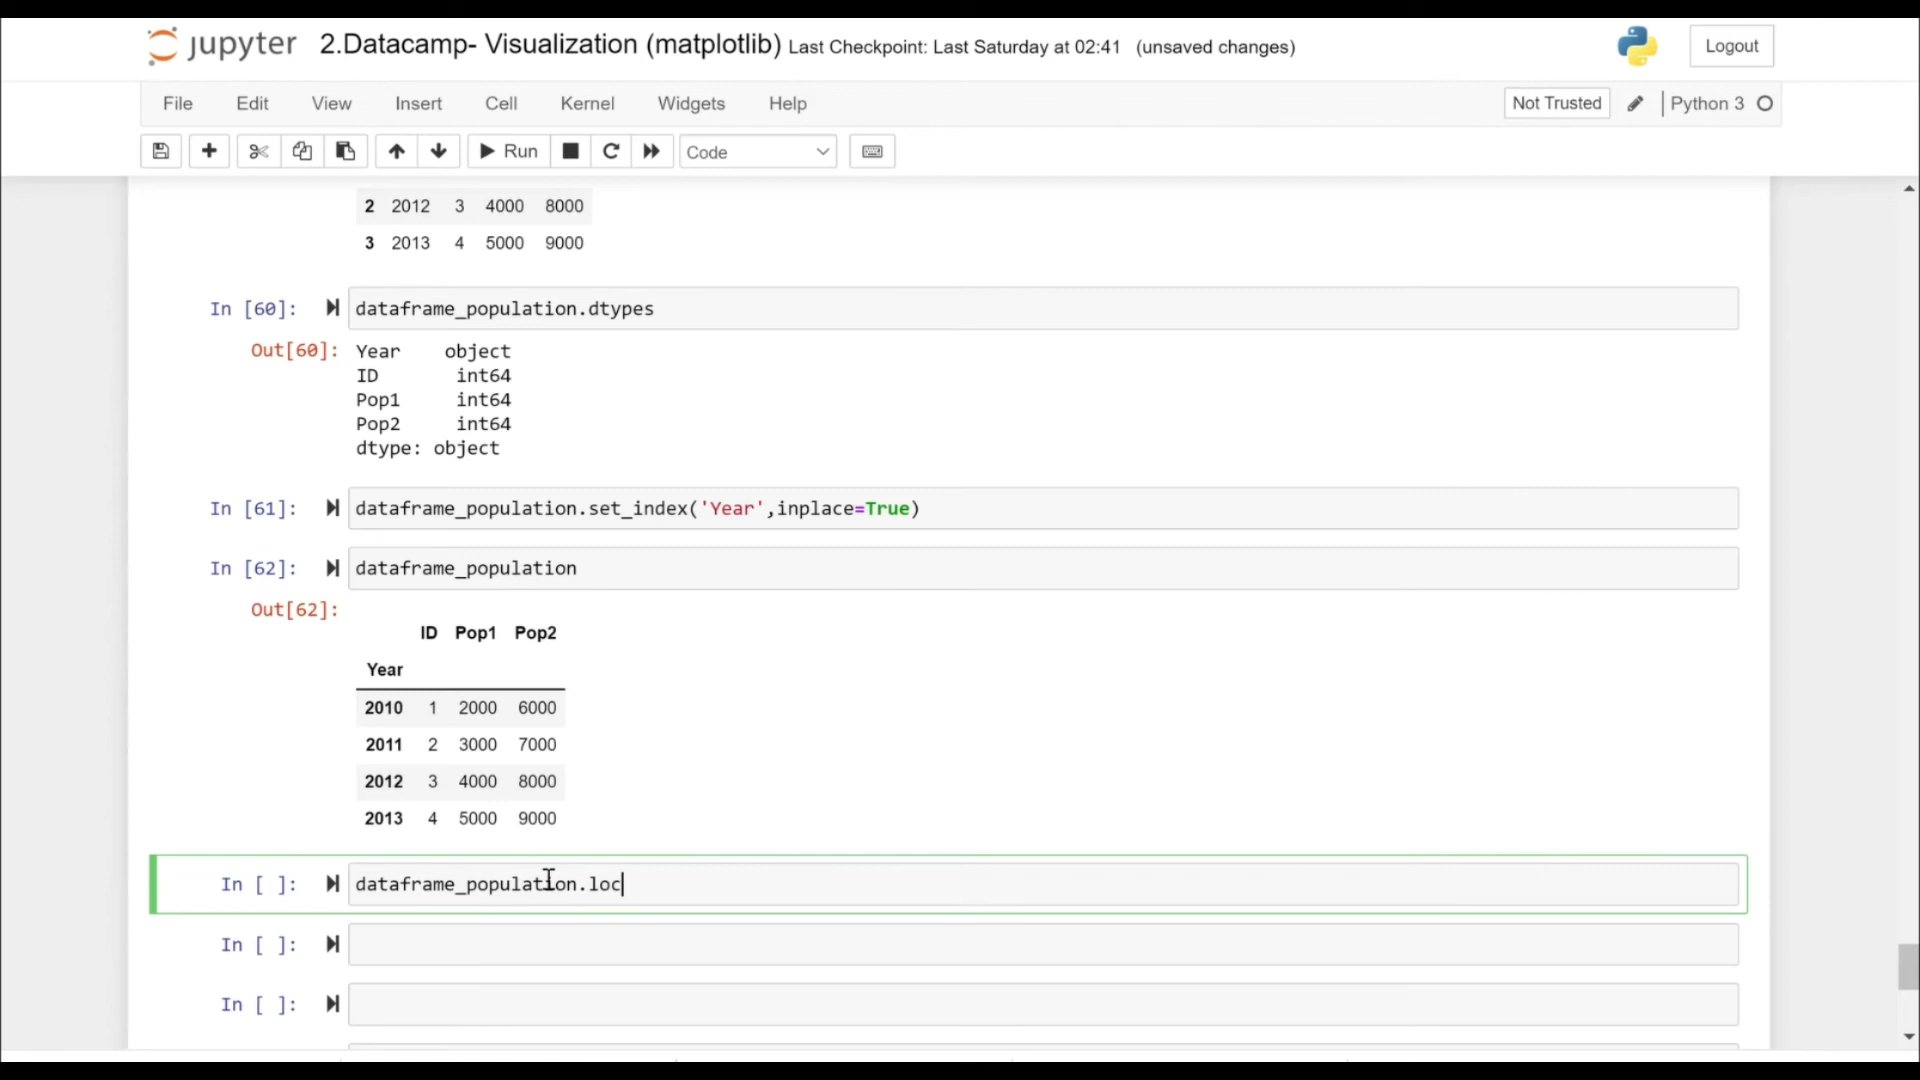 jupyter 2.Datacamp- Visualization (matplotlib) Last Checkpoint: Last Saturday at 02:41 (unsaved changes) Logout
File Edit View Insert Cell Kernel Widgets Help Not Trusted Python 3
Run Code
2 2012 3 4000 8000
3 2013 4 5000 9000
In [60]: dataframe_population.dtypes
Out[60]: Year object
ID int64
Pop1 int64
Pop2 int64
dtype: object
In [61]: dataframe_population.set_index('Year',inplace=True)
In [62]: dataframe_population
Out[62]:
ID Pop1 Pop2
Year
2010 1 2000 6000
2011 2 3000 7000
2012 3 4000 8000
2013 4 5000 9000
In [ ]: dataframe_population.loc
In [ ]:
In [ ]: